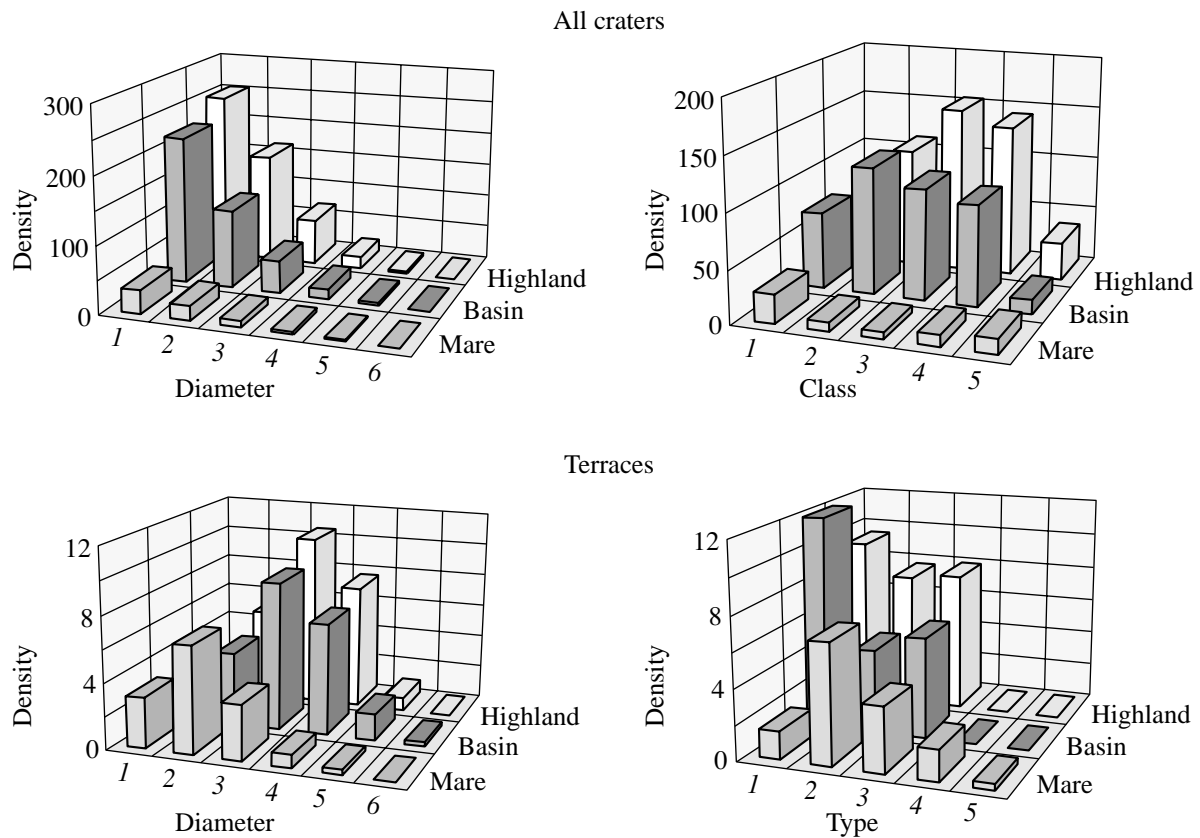 All craters
300
200
100
0
Density
1 2 3 4 5 6
Diameter
Highland
Basin
Mare
200
150
100
50
0
Density
1 2 3 4 5
Class
Highland
Basin
Mare
Terraces
12
8
4
0
Density
1 2 3 4 5 6
Diameter
Highland
Basin
Mare
12
8
4
0
Density
1 2 3 4 5
Type
Highland
Basin
Mare